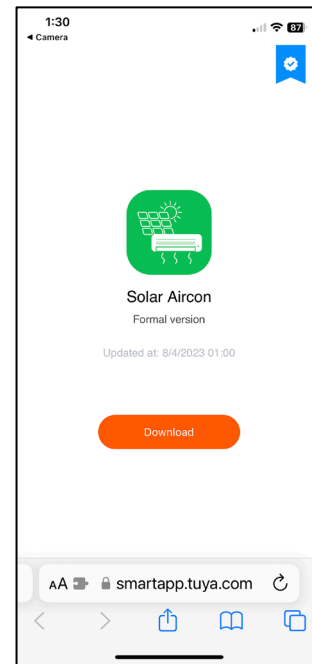 1:30
87
◄ Camera
Solar Aircon
Formal version
Updated at: 8/4/2023 01:00
Download
AA
smartapp.tuya.com